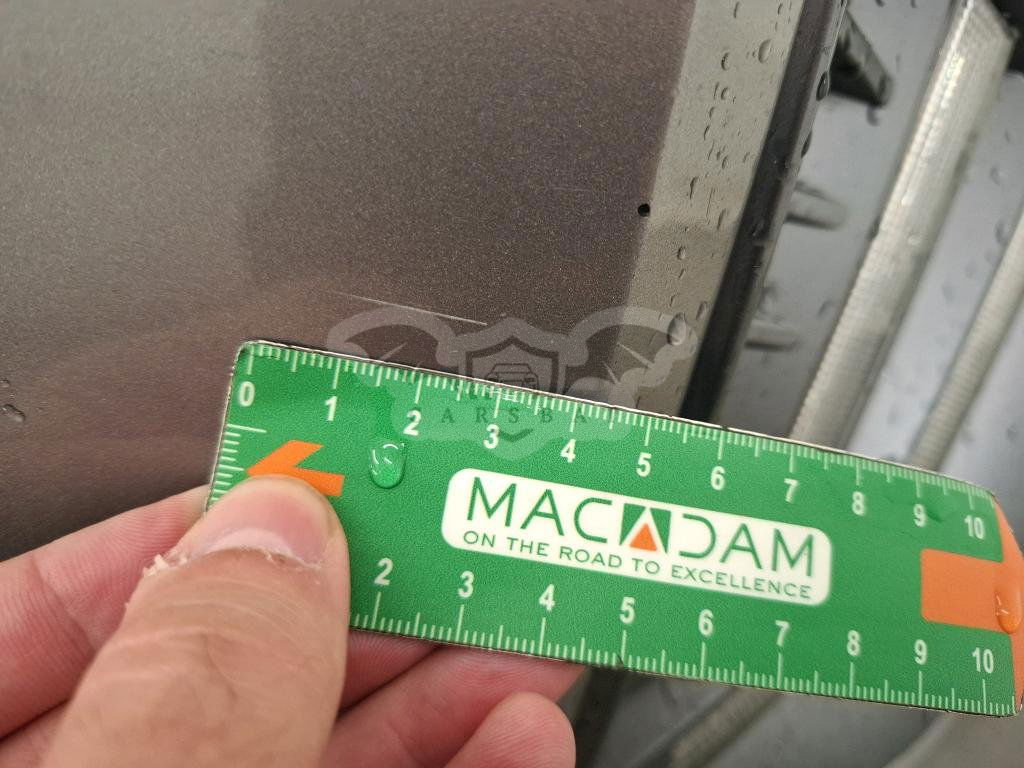 ARSBA
0 1 2 3 4 5 6 7 8 9 10
MACADAM
ON THE ROAD TO EXCELLENCE
2 3 4 5 6 7 8 9 10